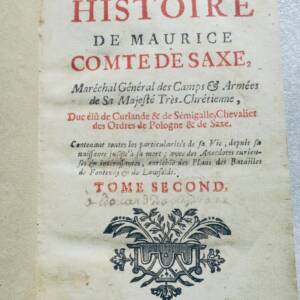 HISTOIRE
DE MAURICE
COMTE DE SAXE,
Maréchal Général des Camps & Armées
de Sa Majesté Très-Chrétienne,
Duc élû de Curlande & de Sémigalle, Chevalier
des Ordres de Pologne & de Saxe.
Contenant toutes les particularités de sa Vie, depuis sa
naissance jusqu'à sa mort; avec des Anecdotes curieu-
ses & intéressantes, enrichie des Plans des Batailles
de Fontenoy & de Laufeldt.
TOME SECOND,